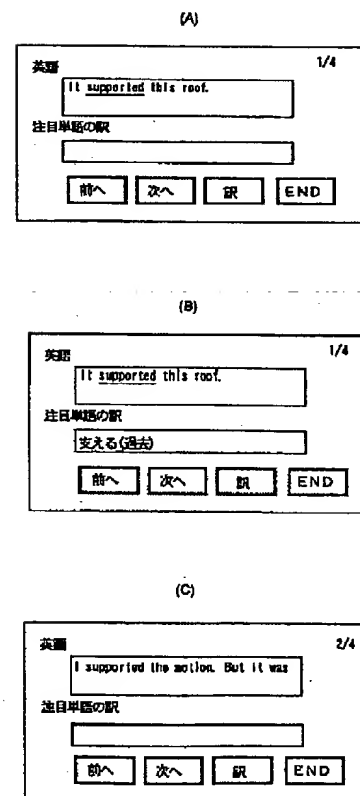 (A)
英語 1/4
It supported this roof.
注目単語の訳
前へ 次へ 訳 END
(B)
英語 1/4
It supported this roof.
注目単語の訳
支える(過去)
前へ 次へ 訳 END
(C)
英語 2/4
I supported the motion. But it was
注目単語の訳
前へ 次へ 訳 END